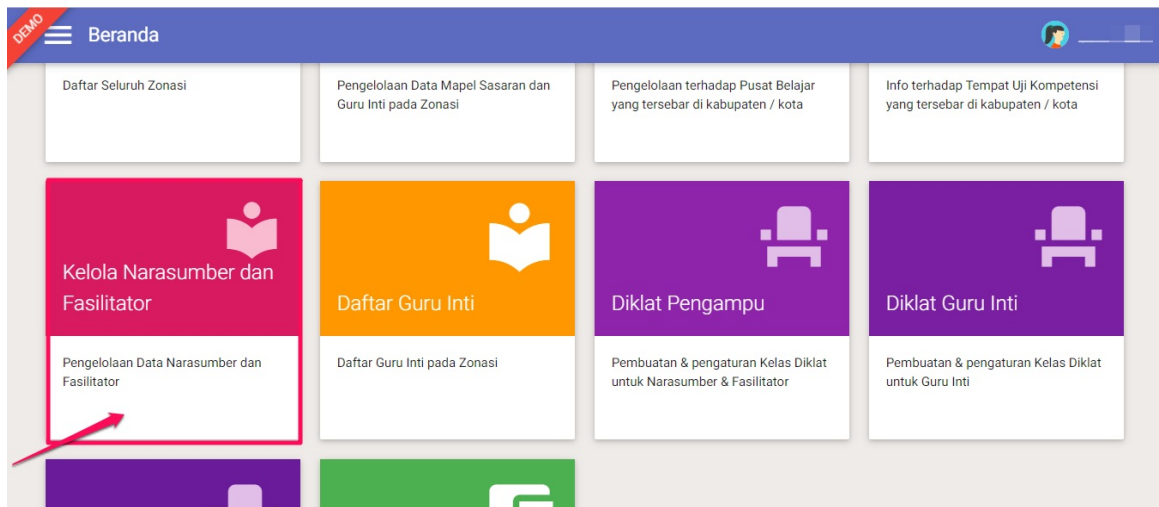 DEMO
Beranda
Daftar Seluruh Zonasi
Pengelolaan Data Mapel Sasaran dan
Guru Inti pada Zonasi
Pengelolaan terhadap Pusat Belajar
yang tersebar di kabupaten / kota
Info terhadap Tempat Uji Kompetensi
yang tersebar di kabupaten / kota
Kelola Narasumber dan
Fasilitator
Pengelolaan Data Narasumber dan
Fasilitator
Daftar Guru Inti
Daftar Guru Inti pada Zonasi
Diklat Pengampu
Pembuatan & pengaturan Kelas Diklat
untuk Narasumber & Fasilitator
Diklat Guru Inti
Pembuatan & pengaturan Kelas Diklat
untuk Guru Inti